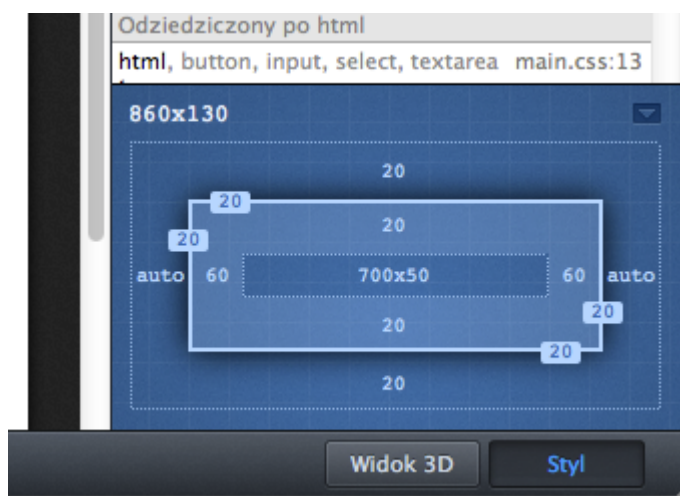 Odziedziczony po html
html, button, input, select, textarea main.css:13
860x130
20
20
20
20
auto 60 700x50 60 auto
20
20
20
20
Widok 3D Styl